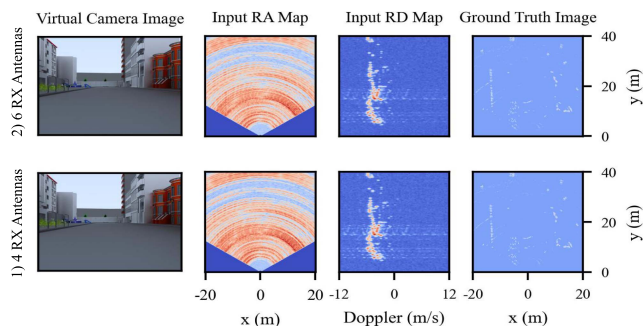 Virtual Camera Image Input RA Map Input RD Map Ground Truth Image
2) 6 RX Antennas
40
20
0
y (m)
1) 4 RX Antennas
40
20
0
y (m)
-20 0 20 -12 0 12 -20 0 20
x (m) Doppler (m/s) x (m)